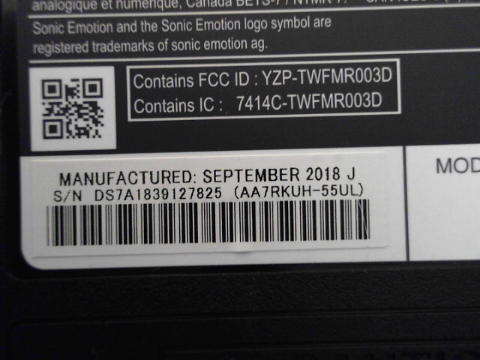 analogique et numérique, Canada BETS-7 / NTMR-7.
Sonic Emotion and the Sonic Emotion logo symbol are
registered trademarks of sonic emotion ag.
Contains FCC ID : YZP-TWFMR003D
Contains IC : 7414C-TWFMR003D
MANUFACTURED: SEPTEMBER 2018 J
S/N DS7A1839127825 (AA7RKUH-55UL)
MOD